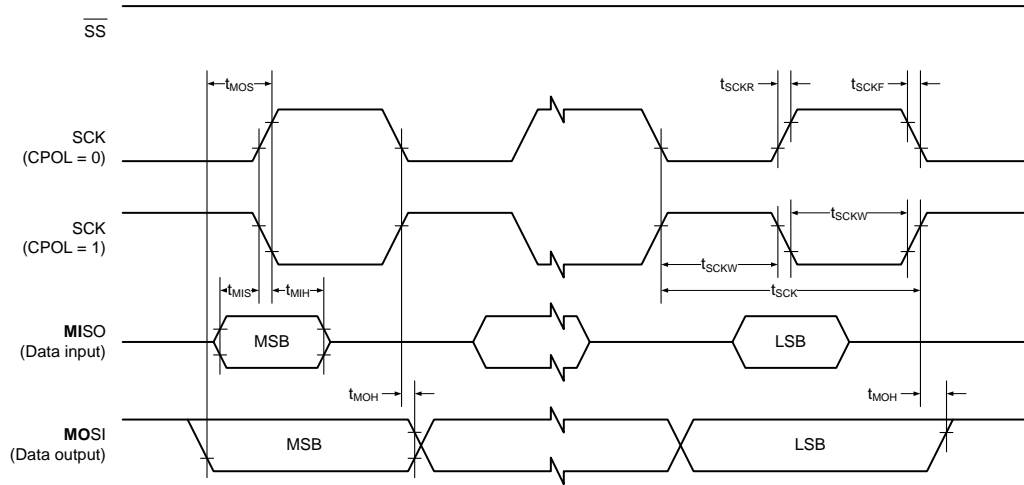 SS
tMOS
tSCKR
tSCKF
SCK
(CPOL = 0)
SCK
(CPOL = 1)
tSCKW
tSCKW
tMIS
tMIH
tSCK
MISO
(Data input)
MSB
LSB
tMOH
tMOH
MOSI
(Data output)
MSB
LSB